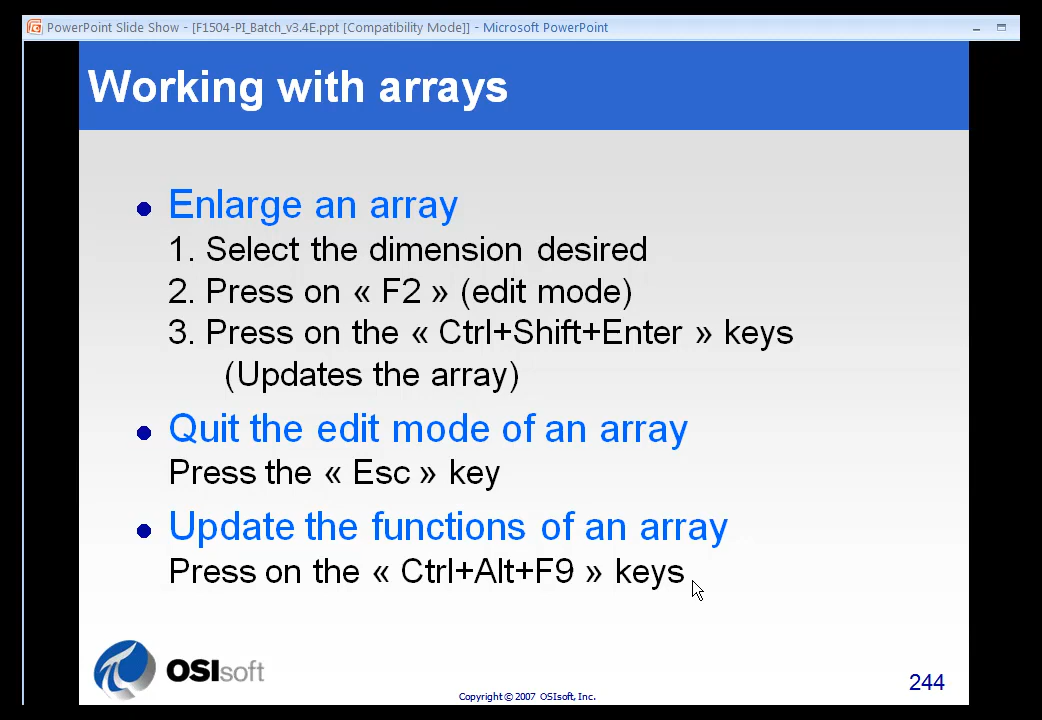 PowerPoint Slide Show - [F1504-PI_Batch_v3.4E.ppt [Compatibility Mode]] - Microsoft PowerPoint
Working with arrays
• Enlarge an array
1. Select the dimension desired
2. Press on « F2 » (edit mode)
3. Press on the « Ctrl+Shift+Enter » keys
(Updates the array)
• Quit the edit mode of an array
Press the « Esc » key
• Update the functions of an array
Press on the « Ctrl+Alt+F9 » keys
OSIsoft
Copyright © 2007 OSIsoft, Inc.
244